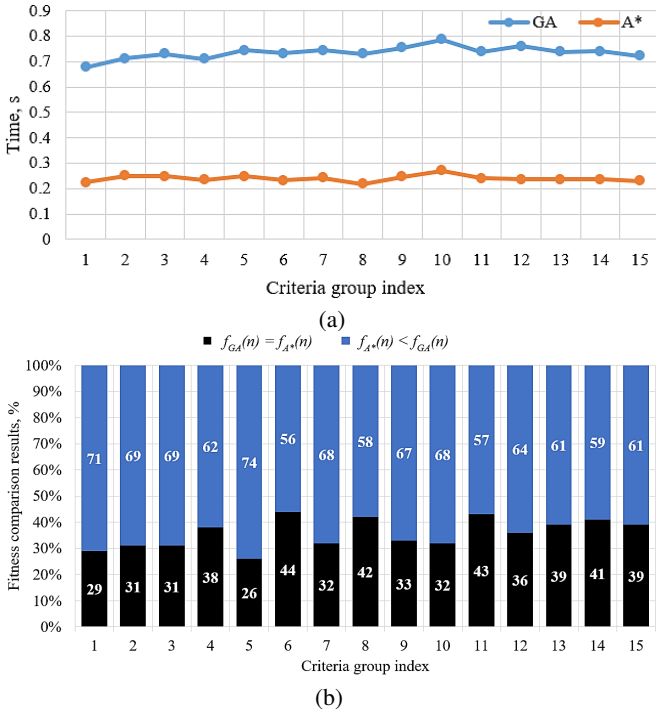 GA A*
0.9
0.8
0.7
0.6
0.5
0.4
0.3
0.2
0.1
0
Time, s
1 2 3 4 5 6 7 8 9 10 11 12 13 14 15
Criteria group index
(a)
f_GA(n) = f_A*(n) f_A*(n) < f_GA(n)
100%
90%
80%
70%
60%
50%
40%
30%
20%
10%
0%
Fitness comparison results, %
71 69 69 62 74 56 68 58 67 68 57 64 61 59 61
29 31 31 38 26 44 32 42 33 32 43 36 39 41 39
1 2 3 4 5 6 7 8 9 10 11 12 13 14 15
Criteria group index
(b)